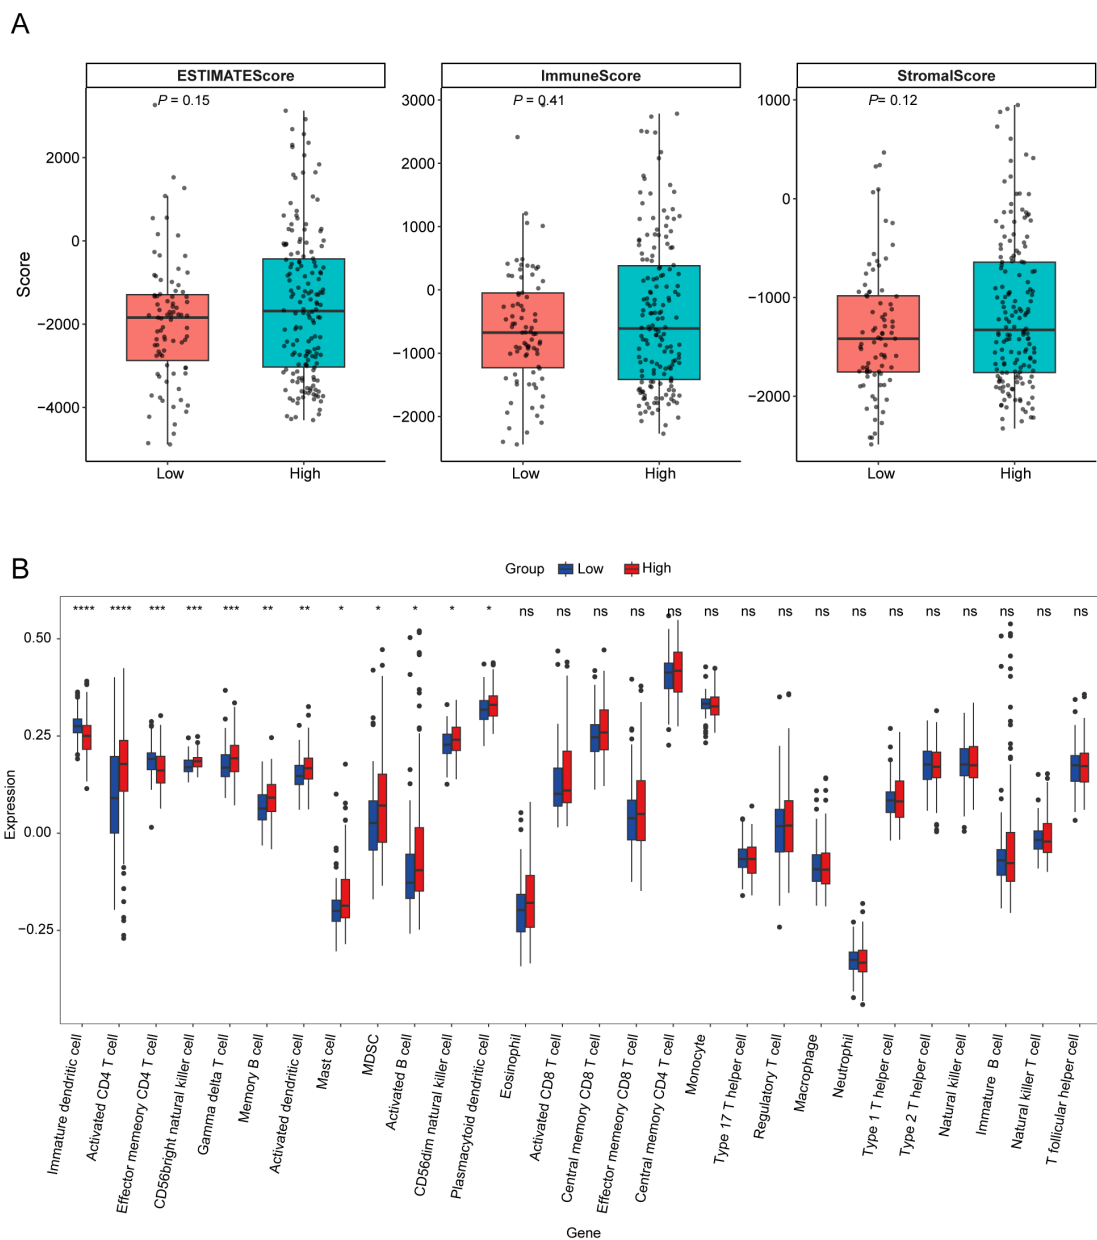 A
ESTIMATEScore
ImmuneScore
StromalScore
P = 0.15
P = 0.41
P= 0.12
Score
2000
0
−2000
−4000
3000
2000
1000
0
−1000
−2000
1000
0
−1000
−2000
Low
High
Low
High
Low
High
B
Group
Low
High
**** **** *** *** *** ** ** * * * * * ns ns ns ns ns ns ns ns ns ns ns ns ns ns ns ns
Expression
0.50
0.25
0.00
−0.25
Immature dendritic cell
Activated CD4 T cell
Effector memeory CD4 T cell
CD56bright natural killer cell
Gamma delta T cell
Memory B cell
Activated dendritic cell
Mast cell
MDSC
Activated B cell
CD56dim natural killer cell
Plasmacytoid dendritic cell
Eosinophil
Activated CD8 T cell
Central memory CD8 T cell
Effector memeory CD8 T cell
Central memory CD4 T cell
Monocyte
Type 17 T helper cell
Regulatory T cell
Macrophage
Neutrophil
Type 1 T helper cell
Type 2 T helper cell
Natural killer cell
Immature B cell
Natural killer T cell
T follicular helper cell
Gene